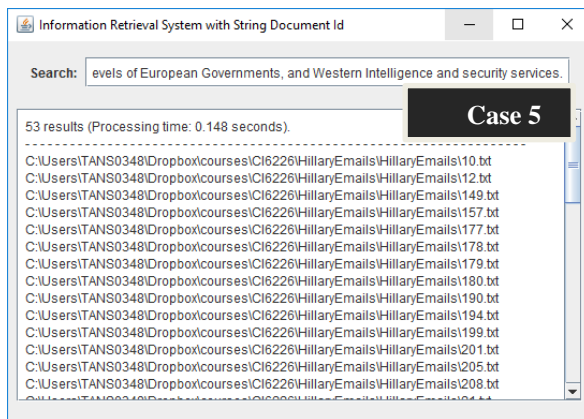 Information Retrieval System with String Document Id
Search: evels of European Governments, and Western Intelligence and security services.
Case 5
53 results (Processing time: 0.148 seconds).
C:\Users\TANS0348\Dropbox\courses\CI6226\HillaryEmails\HillaryEmails\10.txt
C:\Users\TANS0348\Dropbox\courses\CI6226\HillaryEmails\HillaryEmails\12.txt
C:\Users\TANS0348\Dropbox\courses\CI6226\HillaryEmails\HillaryEmails\149.txt
C:\Users\TANS0348\Dropbox\courses\CI6226\HillaryEmails\HillaryEmails\157.txt
C:\Users\TANS0348\Dropbox\courses\CI6226\HillaryEmails\HillaryEmails\177.txt
C:\Users\TANS0348\Dropbox\courses\CI6226\HillaryEmails\HillaryEmails\178.txt
C:\Users\TANS0348\Dropbox\courses\CI6226\HillaryEmails\HillaryEmails\179.txt
C:\Users\TANS0348\Dropbox\courses\CI6226\HillaryEmails\HillaryEmails\180.txt
C:\Users\TANS0348\Dropbox\courses\CI6226\HillaryEmails\HillaryEmails\190.txt
C:\Users\TANS0348\Dropbox\courses\CI6226\HillaryEmails\HillaryEmails\194.txt
C:\Users\TANS0348\Dropbox\courses\CI6226\HillaryEmails\HillaryEmails\199.txt
C:\Users\TANS0348\Dropbox\courses\CI6226\HillaryEmails\HillaryEmails\201.txt
C:\Users\TANS0348\Dropbox\courses\CI6226\HillaryEmails\HillaryEmails\205.txt
C:\Users\TANS0348\Dropbox\courses\CI6226\HillaryEmails\HillaryEmails\208.txt